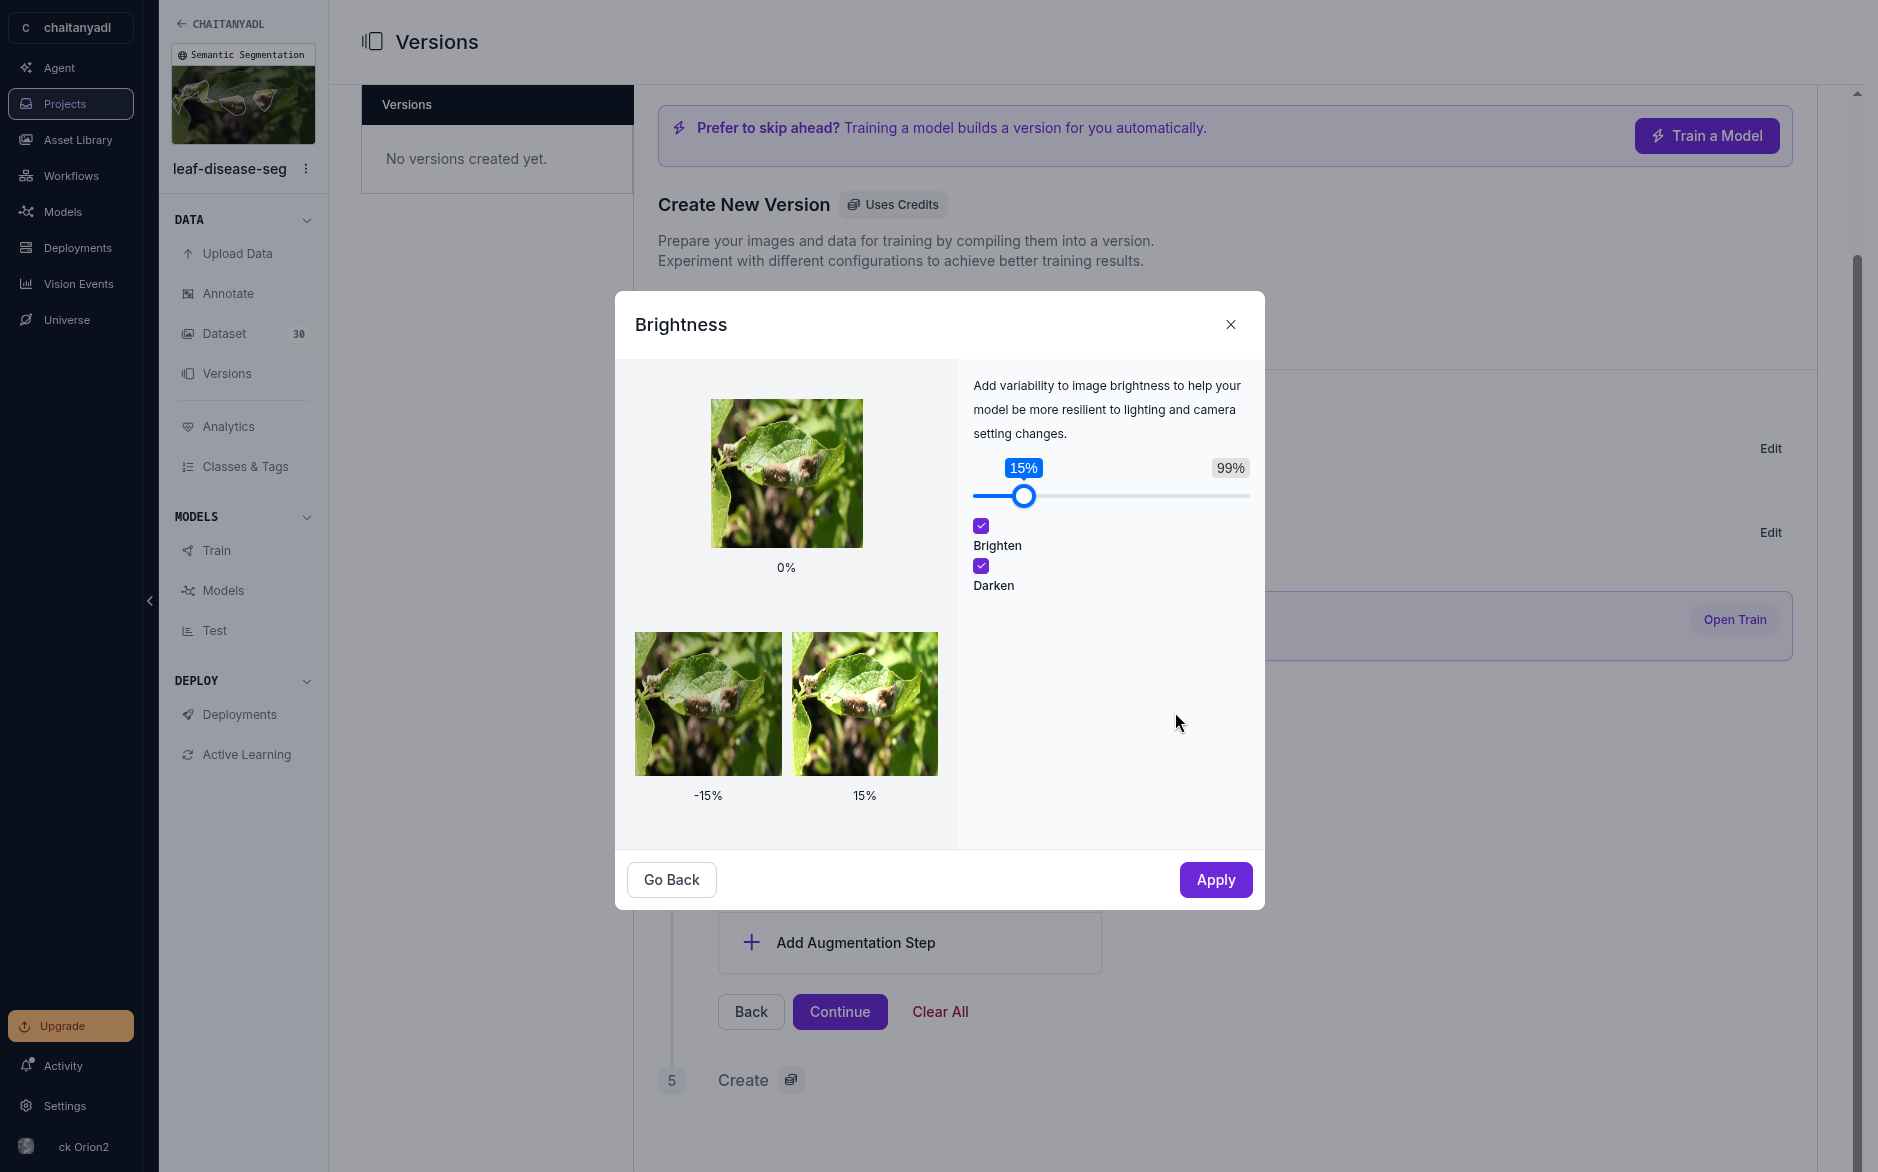 C chaitanyadl
Agent
Projects
Asset Library
Workflows
Models
Deployments
Vision Events
Universe
Upgrade
Activity
Settings
ck Orion2
CHAITANYADL
Semantic Segmentation
leaf-disease-seg
DATA
Upload Data
Annotate
Dataset 30
Versions
Analytics
Classes & Tags
MODELS
Train
Models
Test
DEPLOY
Deployments
Active Learning
Versions
Versions
No versions created yet.
Prefer to skip ahead? Training a model builds a version for you automatically.
Train a Model
Create New Version Uses Credits
Prepare your images and data for training by compiling them into a version.
Experiment with different configurations to achieve better training results.
Edit
Edit
Open Train
Brightness
0%
-15% 15%
Add variability to image brightness to help your
model be more resilient to lighting and camera
setting changes.
15% 99%
Brighten
Darken
Go Back Apply
Add Augmentation Step
Back Continue Clear All
5 Create